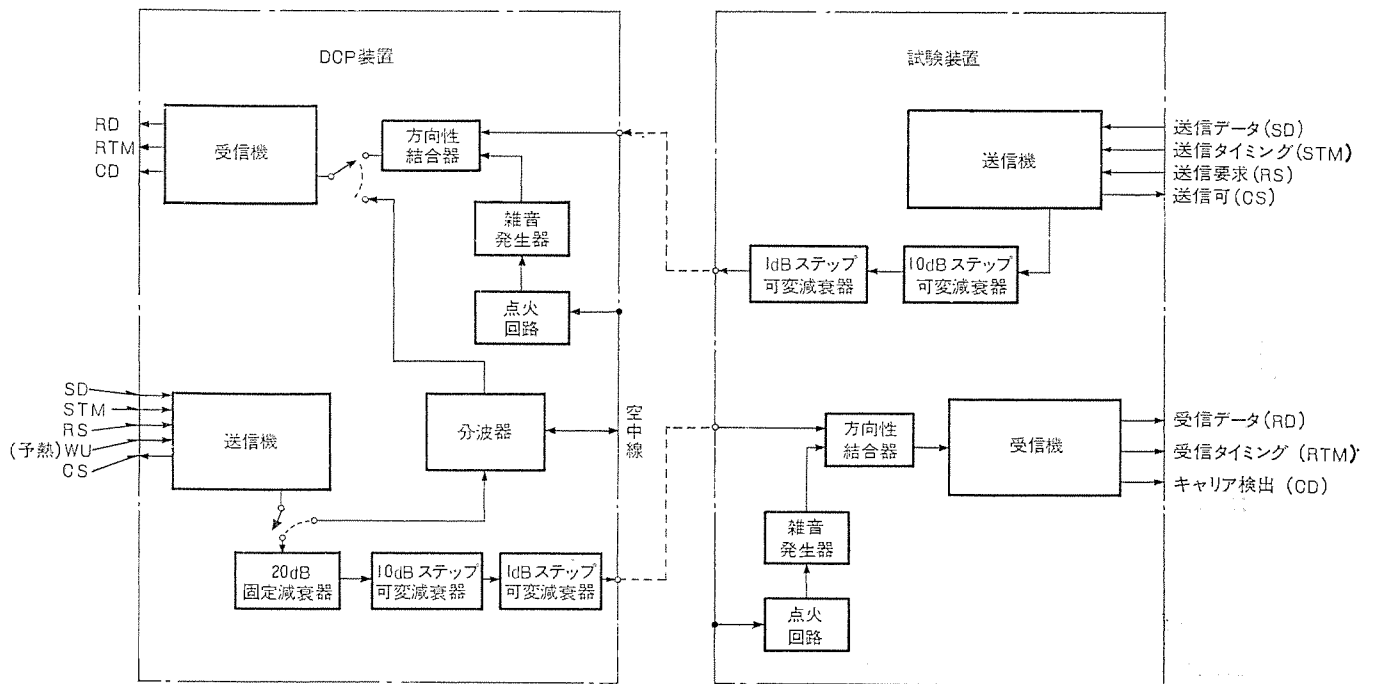 DCP装置
RD
RTM
CD
受信機
方向性
結合器
雑音
発生器
点火
回路
SD
STM
RS
(予熱)WU
CS
送信機
分波器
空中線
20dB
固定減衰器
10dBステップ
可変減衰器
1dBステップ
可変減衰器
試験装置
送信機
送信データ(SD)
送信タイミング(STM)
送信要求(RS)
送信可(CS)
1dBステップ
可変減衰器
10dBステップ
可変減衰器
方向性
結合器
受信機
受信データ(RD)
受信タイミング(RTM)
キャリア検出(CD)
雑音
発生器
点火
回路